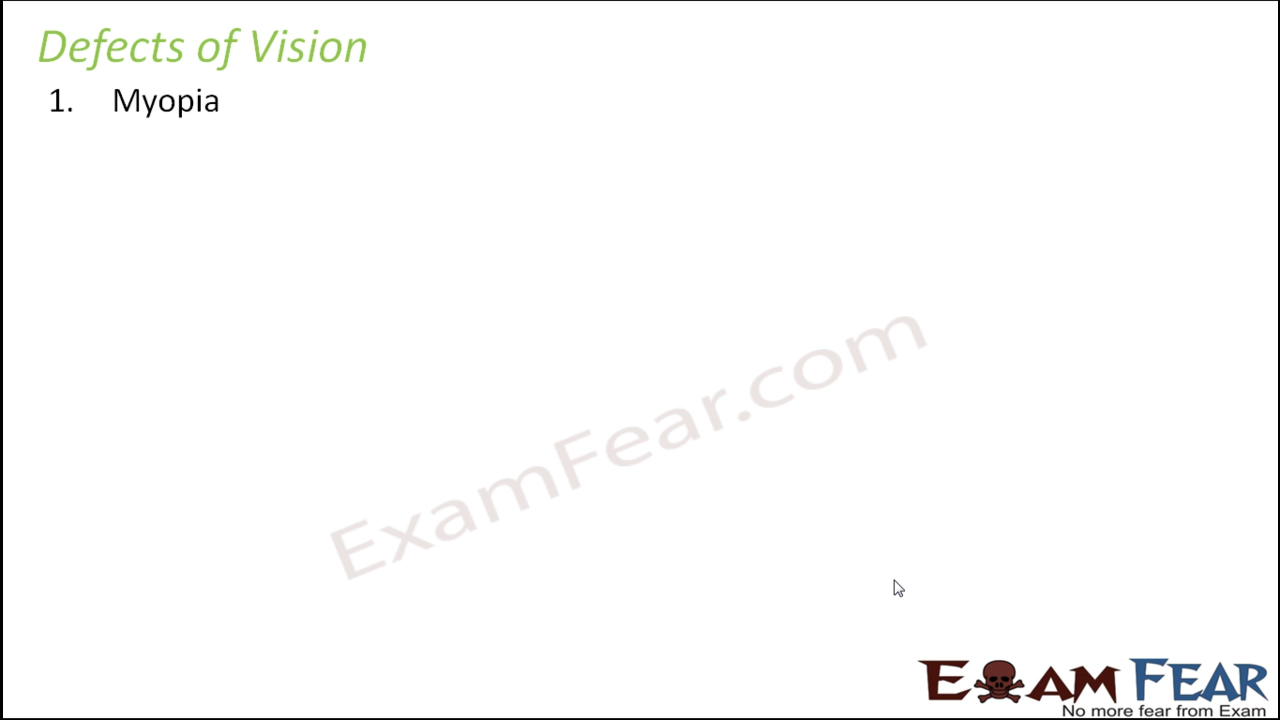 Defects of Vision
1. Myopia
ExamFear.com
EXAM FEAR
No more fear from Exam